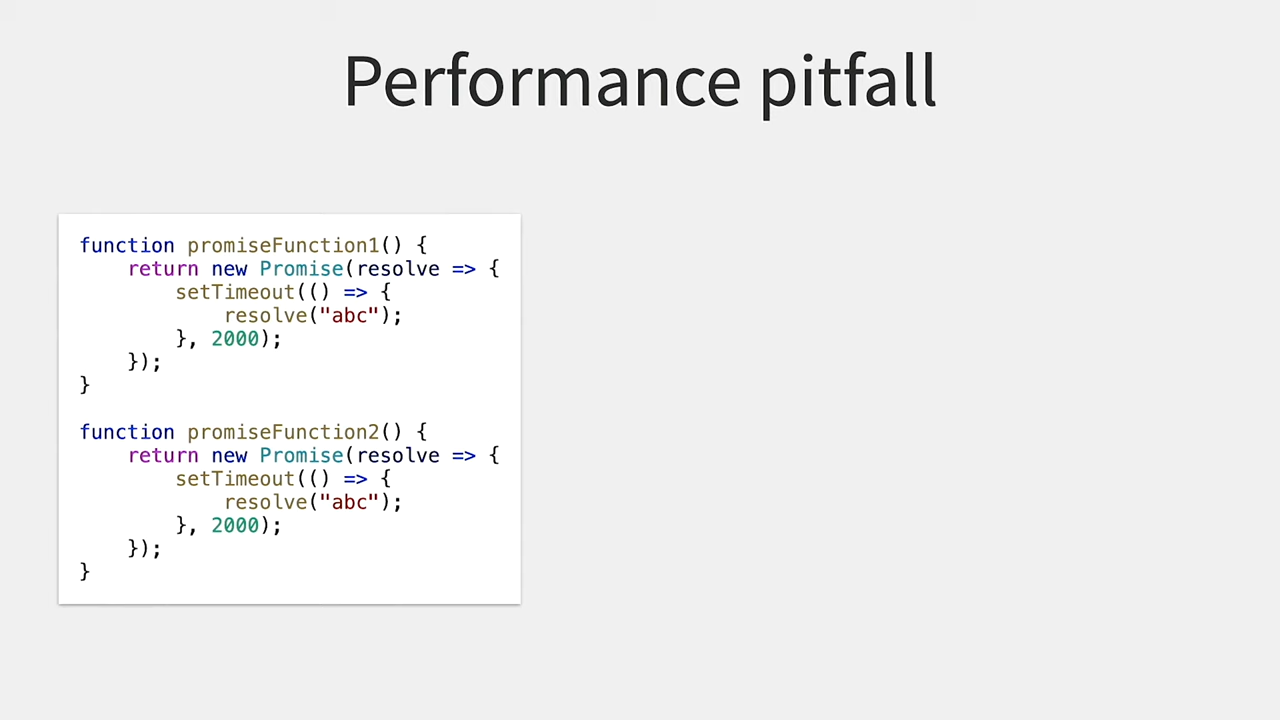 Performance pitfall
function promiseFunction1() {
    return new Promise(resolve => {
        setTimeout(() => {
            resolve("abc");
        }, 2000);
    });
}
function promiseFunction2() {
    return new Promise(resolve => {
        setTimeout(() => {
            resolve("abc");
        }, 2000);
    });
}